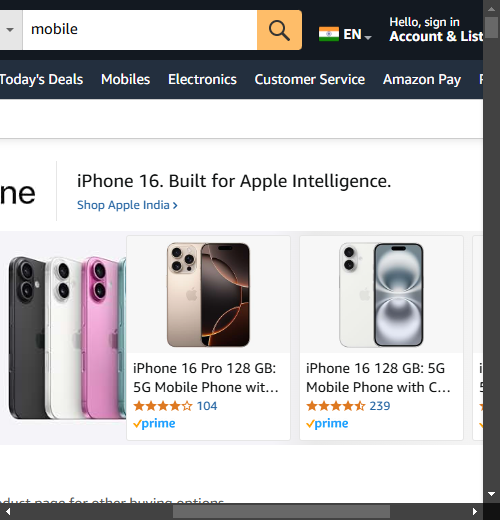 mobile
EN
Hello, sign in
Account & List
Today's Deals Mobiles Electronics Customer Service Amazon Pay
ne
iPhone 16. Built for Apple Intelligence.
Shop Apple India ›
iPhone 16 Pro 128 GB:
5G Mobile Phone wit...
104
prime
iPhone 16 128 GB: 5G
Mobile Phone with C...
239
prime
duct page for other buying options